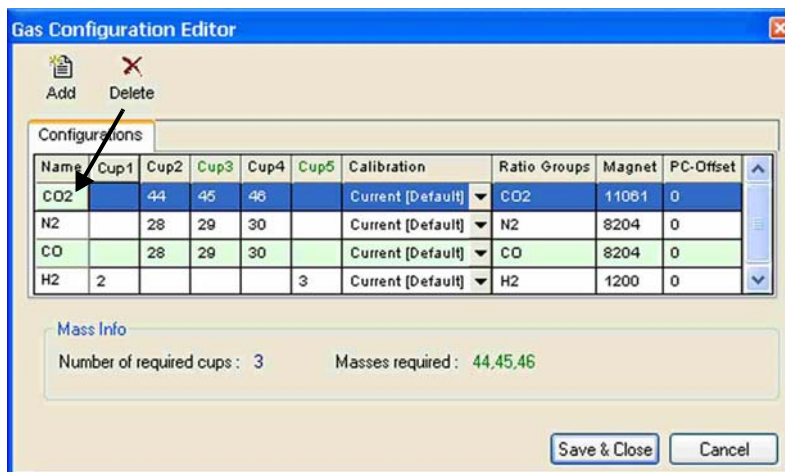 Gas Configuration Editor
Add Delete
Configurations
Name Cup1 Cup2 Cup3 Cup4 Cup5 Calibration Ratio Groups Magnet PC-Offset
CO2 44 45 46 Current [Default] CO2 11061 0
N2 28 29 30 Current [Default] N2 8204 0
CO 28 29 30 Current [Default] CO 8204 0
H2 2 3 Current [Default] H2 1200 0
Mass Info
Number of required cups : 3 Masses required : 44,45,46
Save & Close Cancel